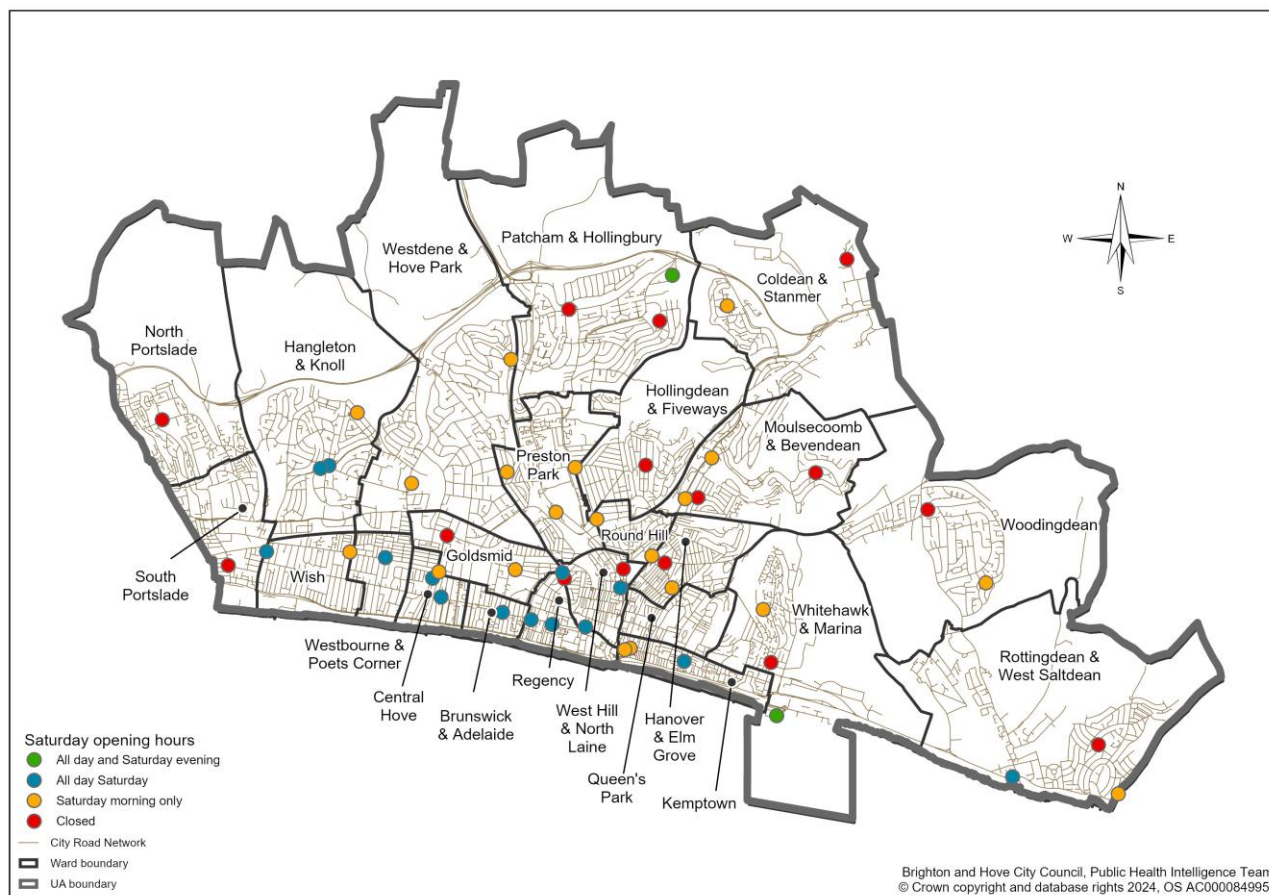 N
W
E
S
Patcham & Hollingbury
Westdene &
Hove Park
Coldean &
Stanmer
North
Portslade
Hangleton
& Knoll
Hollingdean
& Fiveways
Moulsecoomb
& Bevendean
Preston
Park
Woodingdean
Round Hill
Goldsmid
South
Portslade
Wish
Whitehawk
& Marina
Westbourne &
Poets Corner
Central
Hove
Brunswick
& Adelaide
Regency
West Hill
& North
Laine
Hanover
& Elm
Grove
Queen's
Park
Kemptown
Rottingdean &
West Saltdean
Saturday opening hours
All day and Saturday evening
All day Saturday
Saturday morning only
Closed
City Road Network
Ward boundary
UA boundary
Brighton and Hove City Council, Public Health Intelligence Team
© Crown copyright and database rights 2024, OS AC0000849956